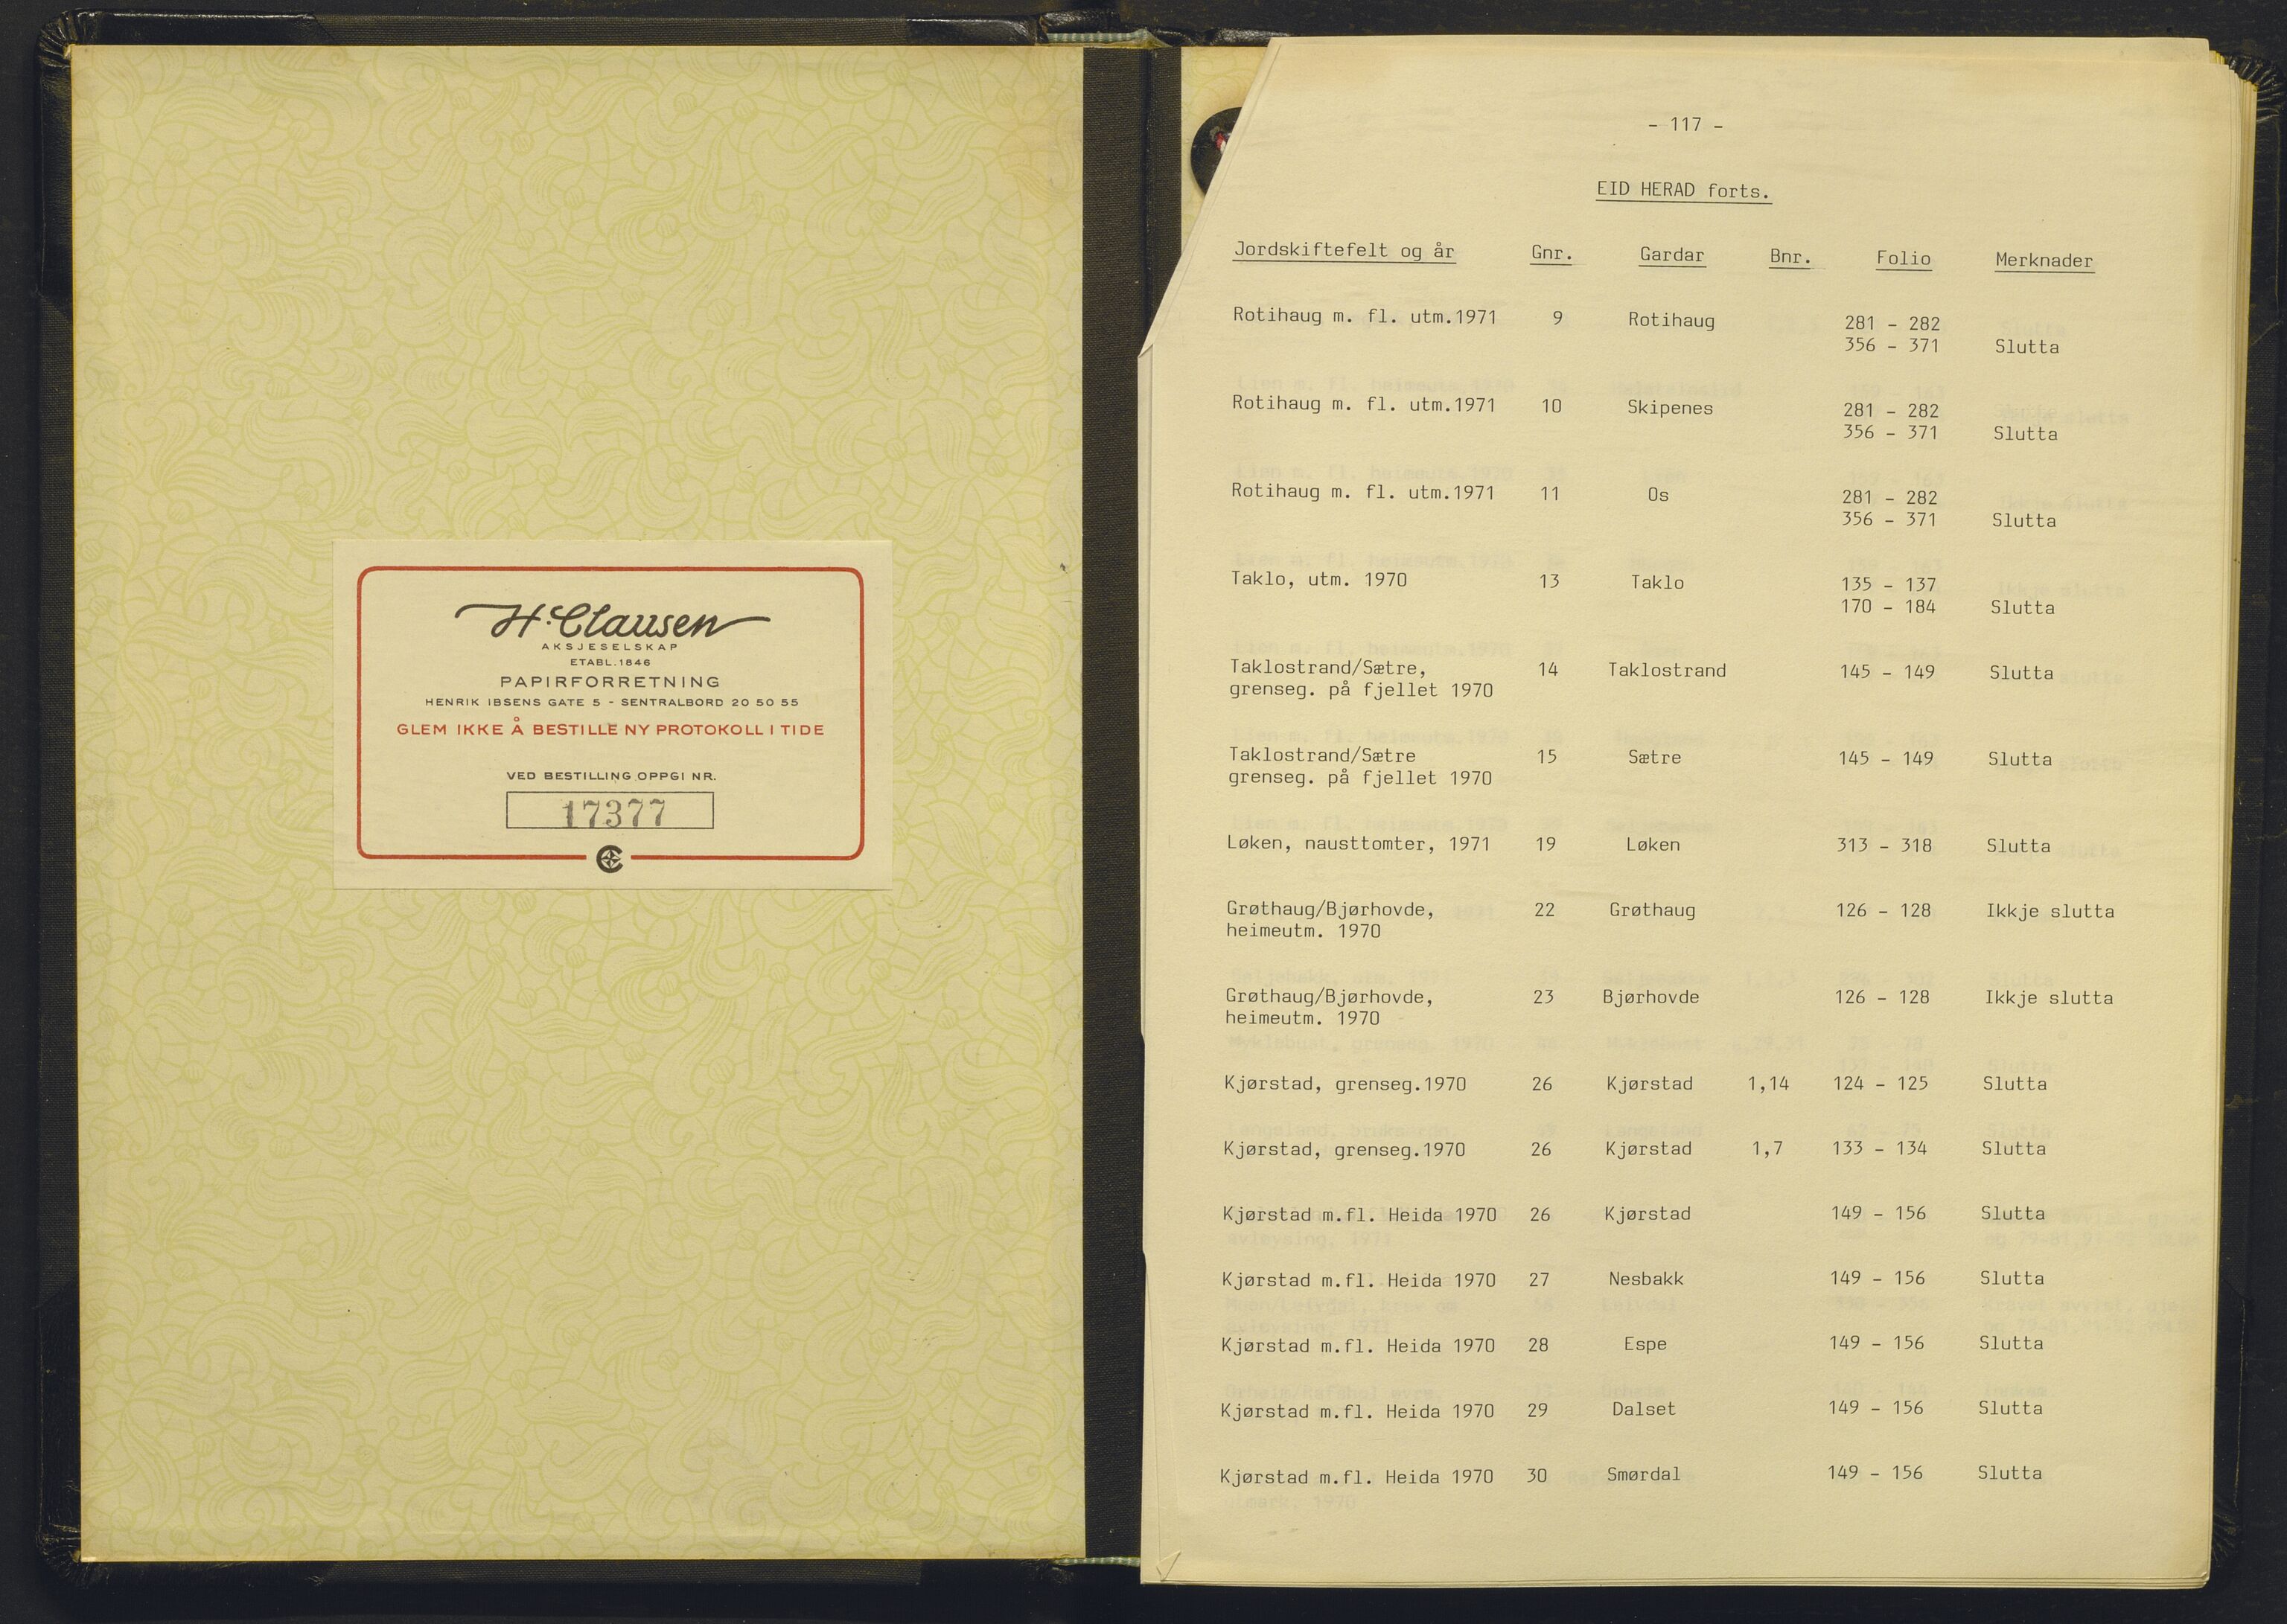 H. Clausen
AKSJESELSKAP
ETABL. 1846
PAPIRFORRETNING
HENRIK IBSENS GATE 5 - SENTRALBORD 20 50 55
GLEM IKKE Å BESTILLE NY PROTOKOLL I TIDE
VED BESTILLING OPPGI NR.
17377
- 117 -
EID HERAD forts.
Jordskiftefelt og år Gnr. Gardar Bnr. Folio Merknader
Rotihaug m. fl. utm.1971 9 Rotihaug 281 - 282
356 - 371 Slutta
Rotihaug m. fl. utm.1971 10 Skipenes 281 - 282
356 - 371 Slutta
Rotihaug m. fl. utm.1971 11 Os 281 - 282
356 - 371 Slutta
Taklo, utm. 1970 13 Taklo 135 - 137
170 - 184 Slutta
Taklostrand/Sætre, 14 Taklostrand 145 - 149 Slutta
grenseg. på fjellet 1970
Taklostrand/Sætre 15 Sætre 145 - 149 Slutta
grenseg. på fjellet 1970
Løken, nausttomter, 1971 19 Løken 313 - 318 Slutta
Grøthaug/Bjørhovde, 22 Grøthaug 126 - 128 Ikkje slutta
heimeutm. 1970
Grøthaug/Bjørhovde, 23 Bjørhovde 126 - 128 Ikkje slutta
heimeutm. 1970
Kjørstad, grenseg.1970 26 Kjørstad 1,14 124 - 125 Slutta
Kjørstad, grenseg.1970 26 Kjørstad 1,7 133 - 134 Slutta
Kjørstad m.fl. Heida 1970 26 Kjørstad 149 - 156 Slutta
Kjørstad m.fl. Heida 1970 27 Nesbakk 149 - 156 Slutta
Kjørstad m.fl. Heida 1970 28 Espe 149 - 156 Slutta
Kjørstad m.fl. Heida 1970 29 Dalset 149 - 156 Slutta
Kjørstad m.fl. Heida 1970 30 Smørdal 149 - 156 Slutta